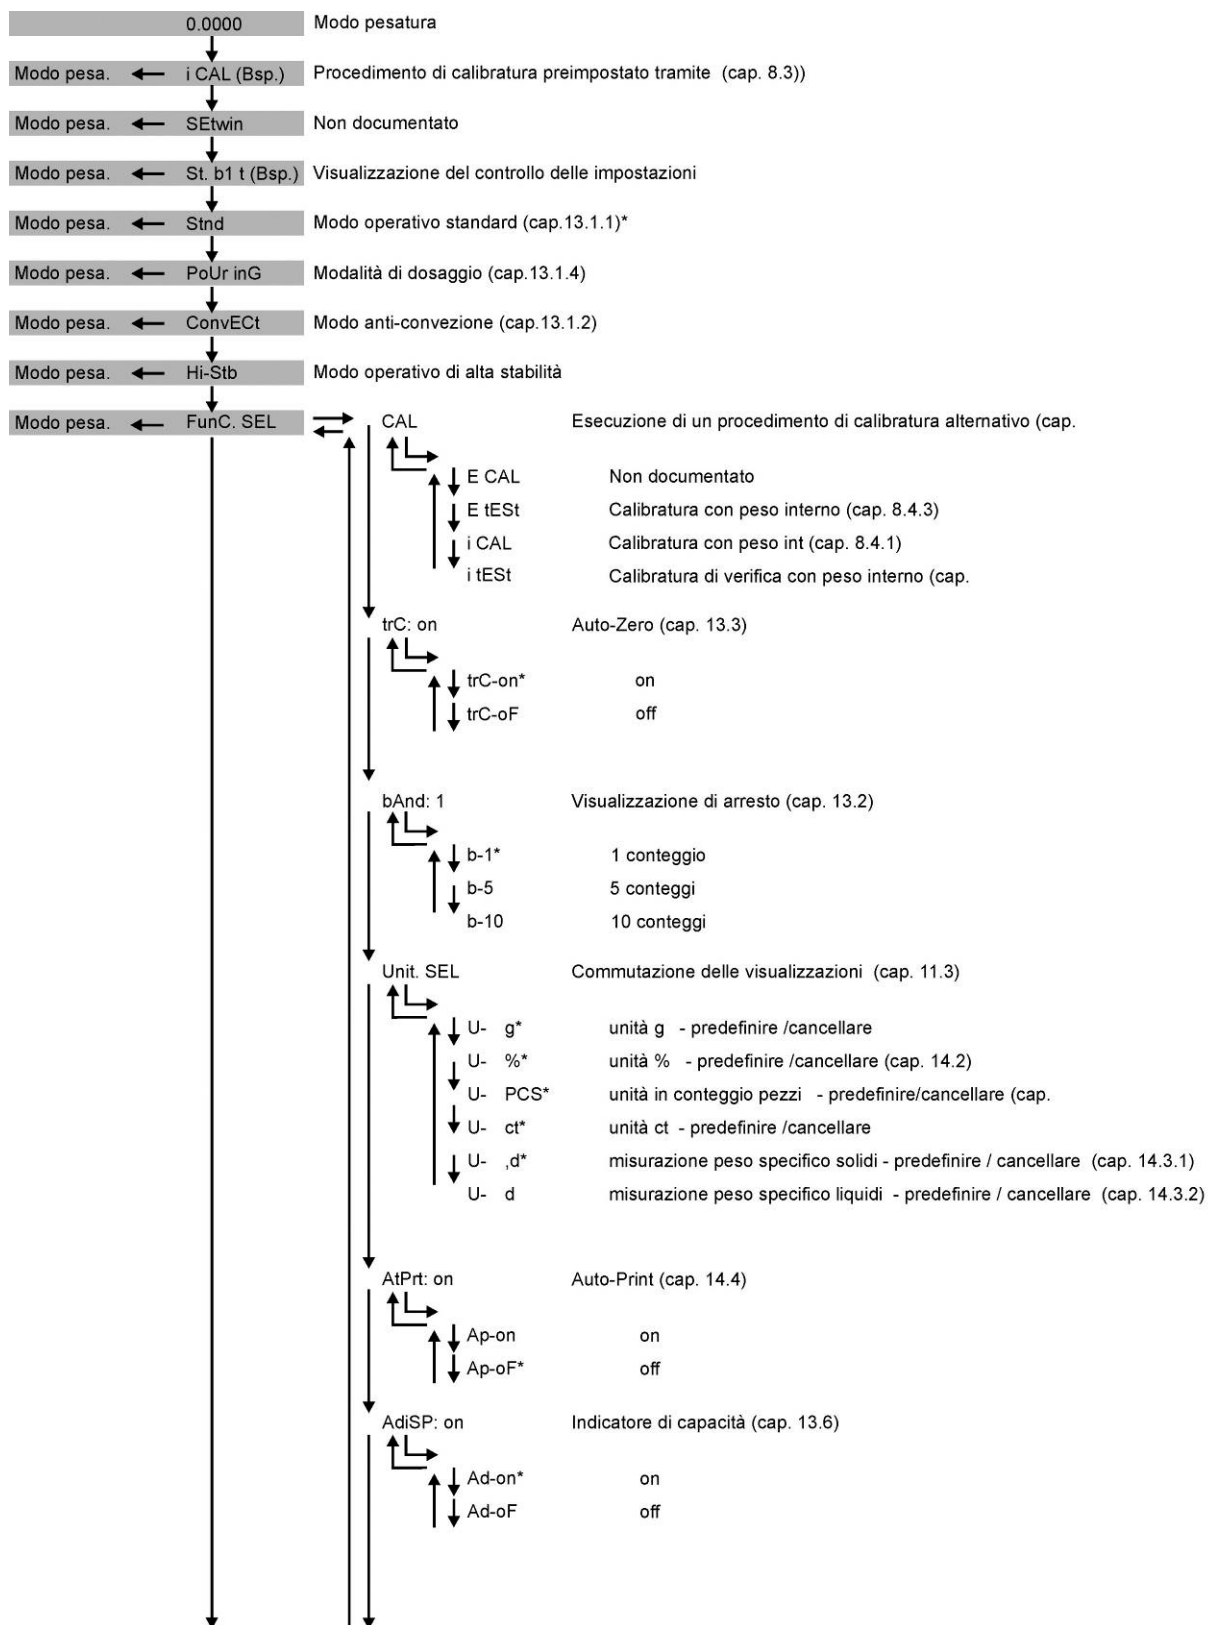 0.0000 Modo pesatura
Modo pesa. i CAL (Bsp.) Procedimento di calibratura preimpostato tramite (cap. 8.3))
Modo pesa. SEtwin Non documentato
Modo pesa. St. b1 t (Bsp.) Visualizzazione del controllo delle impostazioni
Modo pesa. Stnd Modo operativo standard (cap.13.1.1)*
Modo pesa. PoUr inG Modalità di dosaggio (cap.13.1.4)
Modo pesa. ConvECt Modo anti-convezione (cap.13.1.2)
Modo pesa. Hi-Stb Modo operativo di alta stabilità
Modo pesa. FunC. SEL CAL Esecuzione di un procedimento di calibratura alternativo (cap.
E CAL Non documentato
E tESt Calibratura con peso interno (cap. 8.4.3)
i CAL Calibratura con peso int (cap. 8.4.1)
i tESt Calibratura di verifica con peso interno (cap.
trC: on Auto-Zero (cap. 13.3)
trC-on* on
trC-oF off
bAnd: 1 Visualizzazione di arresto (cap. 13.2)
b-1* 1 conteggio
b-5 5 conteggi
b-10 10 conteggi
Unit. SEL Commutazione delle visualizzazioni (cap. 11.3)
U- g* unità g - predefinire /cancellare
U- %* unità % - predefinire /cancellare (cap. 14.2)
U- PCS* unità in conteggio pezzi - predefinire/cancellare (cap.
U- ct* unità ct - predefinire /cancellare
U- ,d* misurazione peso specifico solidi - predefinire / cancellare (cap. 14.3.1)
U- d misurazione peso specifico liquidi - predefinire / cancellare (cap. 14.3.2)
AtPrt: on Auto-Print (cap. 14.4)
Ap-on on
Ap-oF* off
AdiSP: on Indicatore di capacità (cap. 13.6)
Ad-on* on
Ad-oF off